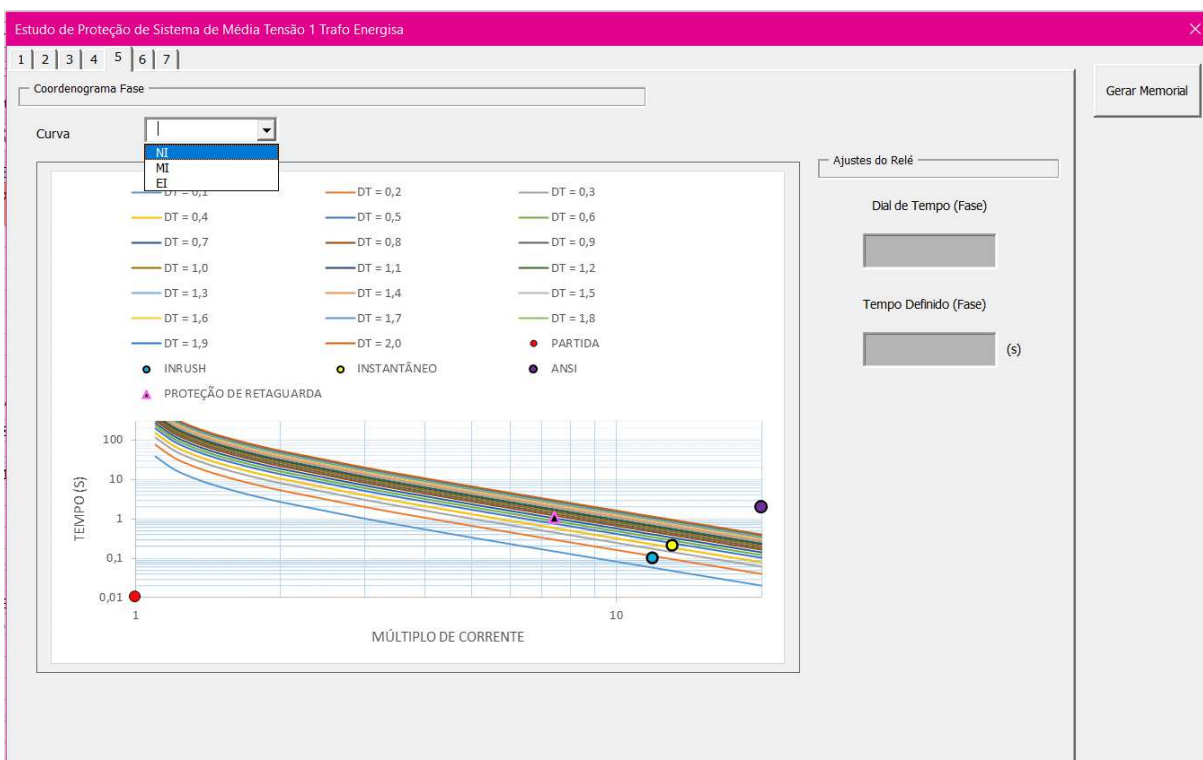 Estudo de Proteção de Sistema de Média Tensão 1 Trafo Energisa
1 2 3 4 5 6 7
Gerar Memorial
Coordenograma Fase
Curva
NI
MI
EI
Ajustes do Relé
Dial de Tempo (Fase)
Tempo Definido (Fase)
(s)
DT = 0,1 DT = 0,2 DT = 0,3
DT = 0,4 DT = 0,5 DT = 0,6
DT = 0,7 DT = 0,8 DT = 0,9
DT = 1,0 DT = 1,1 DT = 1,2
DT = 1,3 DT = 1,4 DT = 1,5
DT = 1,6 DT = 1,7 DT = 1,8
DT = 1,9 DT = 2,0 PARTIDA
INRUSH INSTANTÂNEO ANSI
PROTEÇÃO DE RETAGUARDA
TEMPO (S)
100
10
1
0,1
0,01
1 10
MÚLTIPLO DE CORRENTE